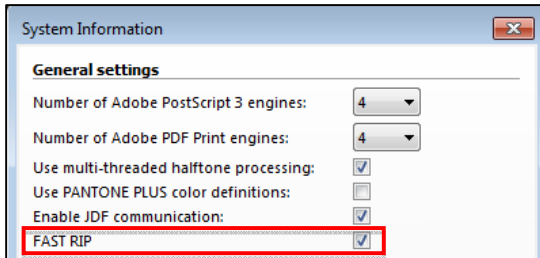 System Information
General settings
Number of Adobe PostScript 3 engines: 4
Number of Adobe PDF Print engines: 4
Use multi-threaded halftone processing:
Use PANTONE PLUS color definitions:
Enable JDF communication:
FAST RIP